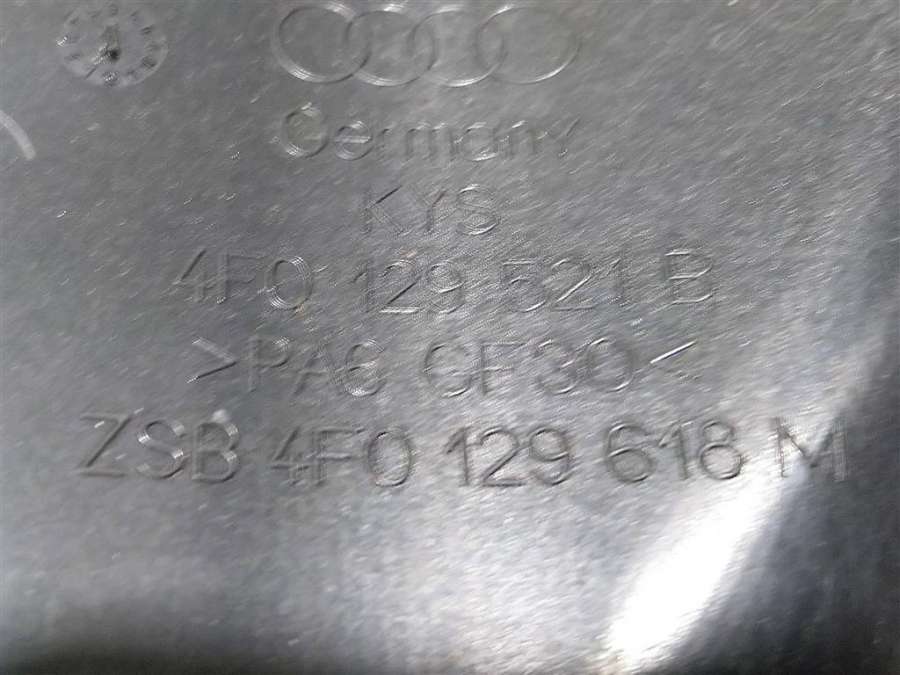 Germany
KYS
4F0 129 521 B
>PA6 GF30<
ZSB 4F0 129 618 M